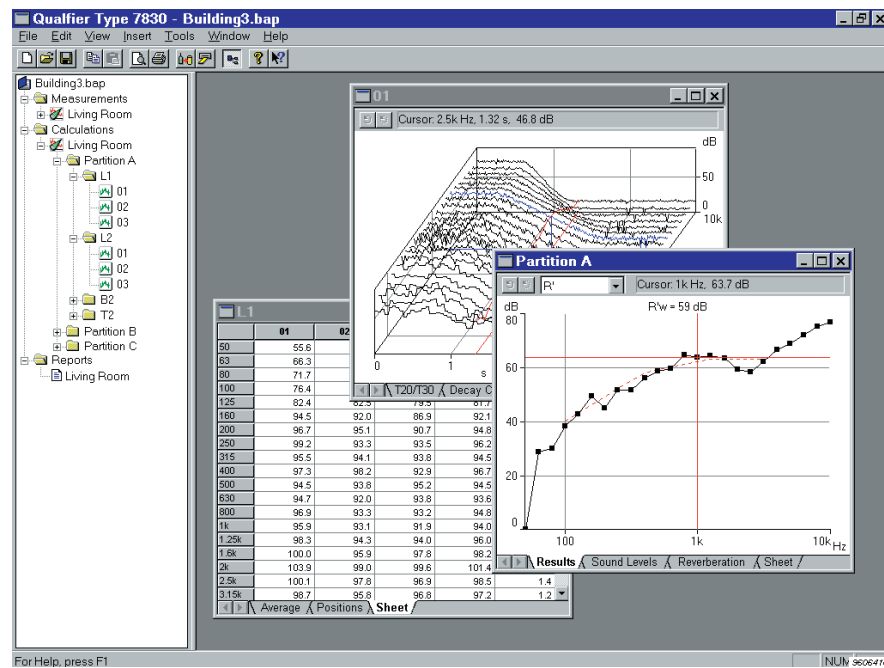 Qualfier Type 7830 - Building3.bap
File Edit View Insert Tools Window Help
Building3.bap
Measurements
Living Room
Calculations
Living Room
Partition A
L1
01
02
03
L2
01
02
03
B2
T2
Partition B
Partition C
Reports
Living Room
01
Cursor: 2.5k Hz, 1.32 s, 46.8 dB
dB
50
0
10k
0 1
s
T20/T30 Decay C
L1
01 02
50 55.6
63 66.3
80 71.7
100 76.4
125 82.4 82.5 79.5 81.7
160 94.5 92.0 86.9 92.1
200 96.7 95.1 90.7 94.8
250 99.2 93.3 93.5 96.2
315 95.5 94.1 93.8 94.5
400 97.3 98.2 92.9 96.7
500 94.5 93.8 95.2 94.5
630 94.7 92.0 93.8 93.6
800 96.9 93.3 93.2 94.8
1k 95.9 93.1 91.9 94.0
1.25k 98.3 94.3 94.0 96.0
1.6k 100.0 95.9 97.8 98.2
2k 103.9 99.0 99.6 101.4
2.5k 100.1 97.8 96.9 98.5 1.4
3.15k 98.7 95.8 96.8 97.2 1.2
Average Positions Sheet
Partition A
R' Cursor: 1k Hz, 63.7 dB
dB R'w = 59 dB
80
60
40
20
0
100 1k 10k Hz
Results Sound Levels Reverberation Sheet
For Help, press F1
NUM